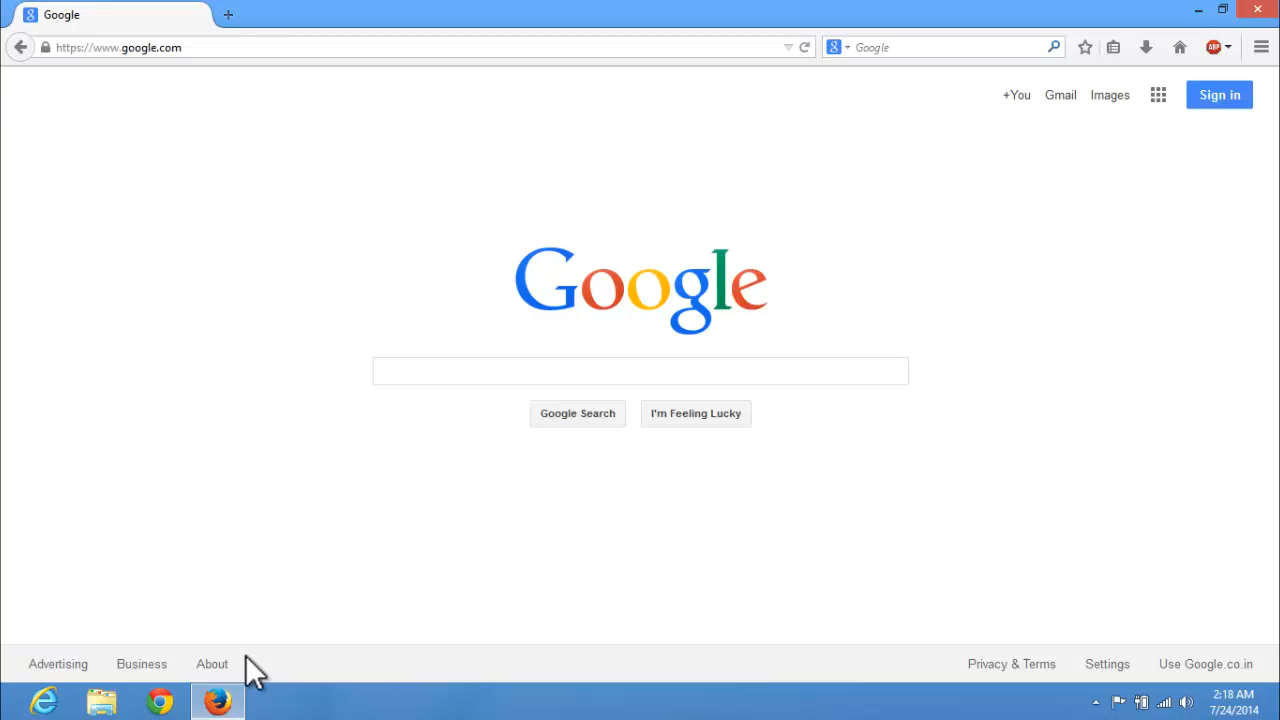 Google
https://www.google.com
Google
ABP
+You Gmail Images Sign in
Google
Google Search I'm Feeling Lucky
Advertising Business About Privacy & Terms Settings Use Google.co.in
2:18 AM
7/24/2014